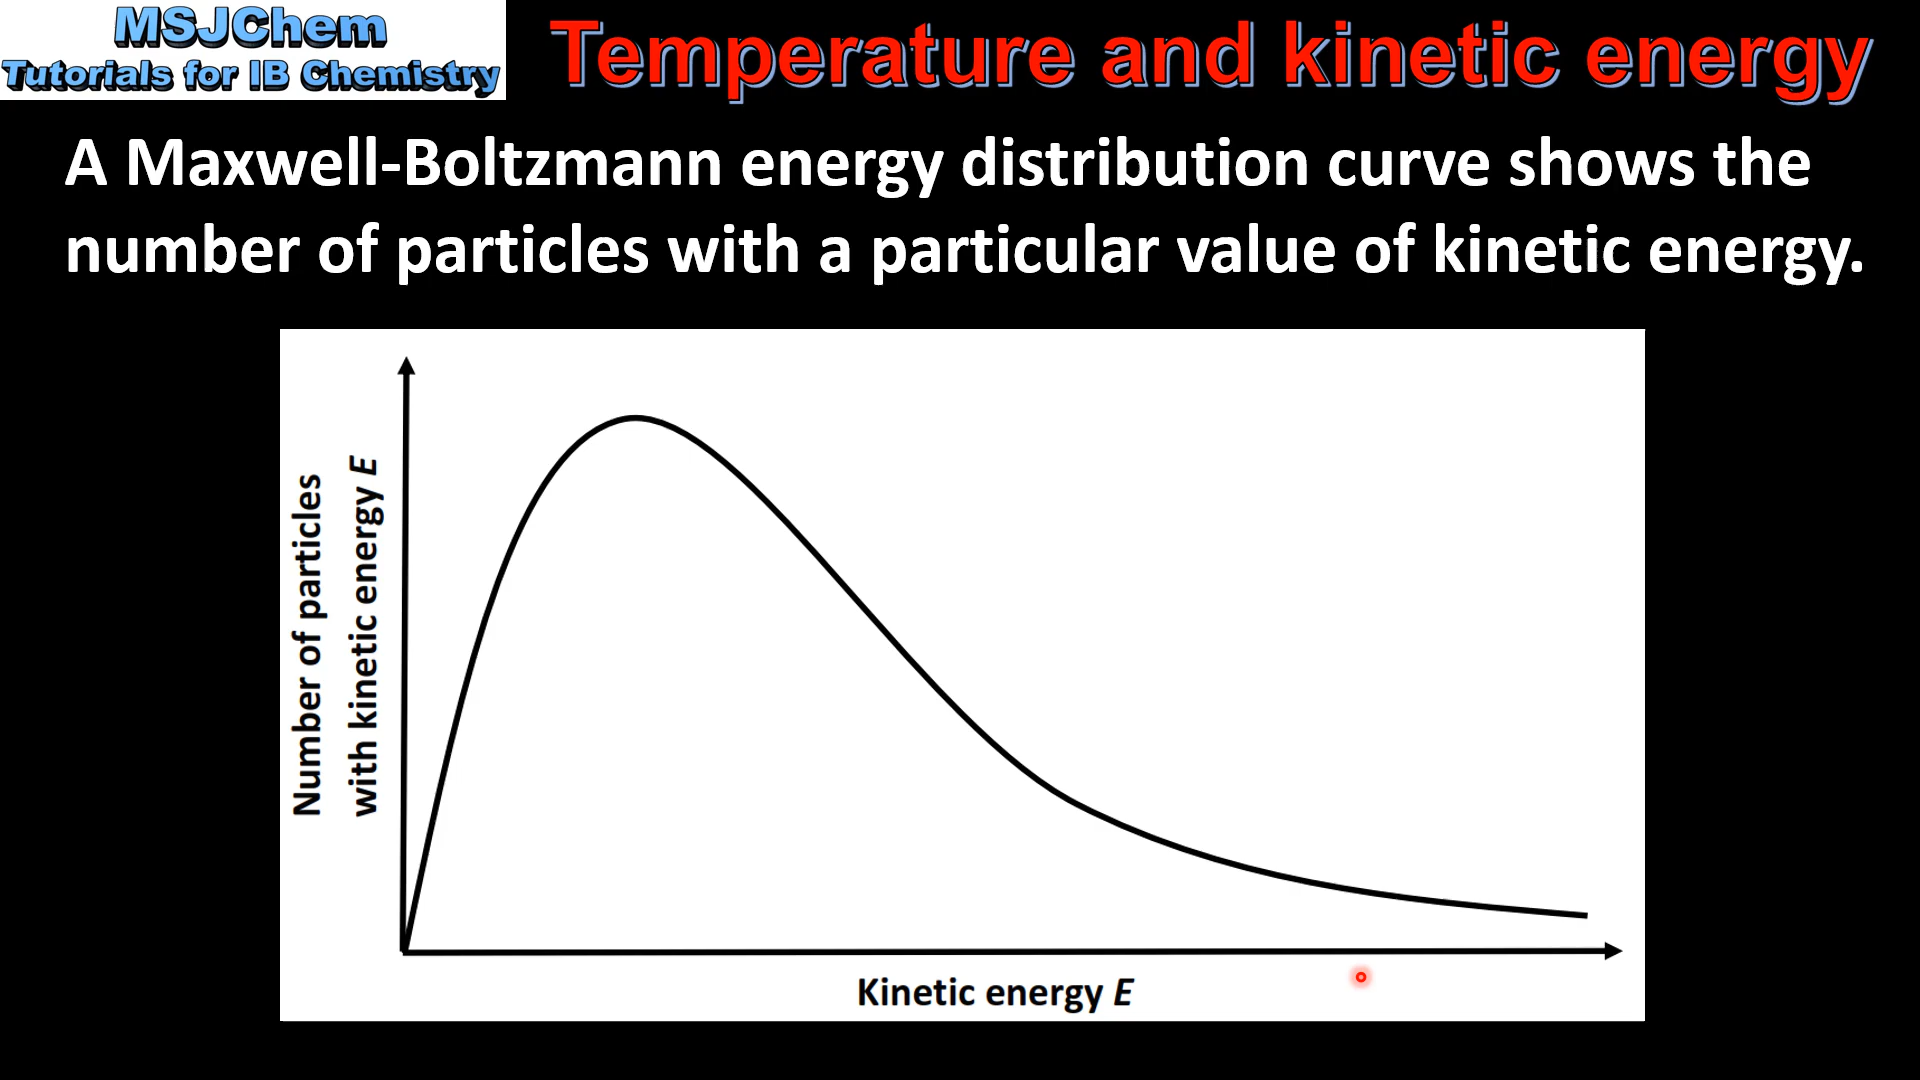 MSJChem
Tutorials for IB Chemistry
Temperature and kinetic energy
A Maxwell-Boltzmann energy distribution curve shows the
number of particles with a particular value of kinetic energy.
Number of particles
with kinetic energy E
Kinetic energy E